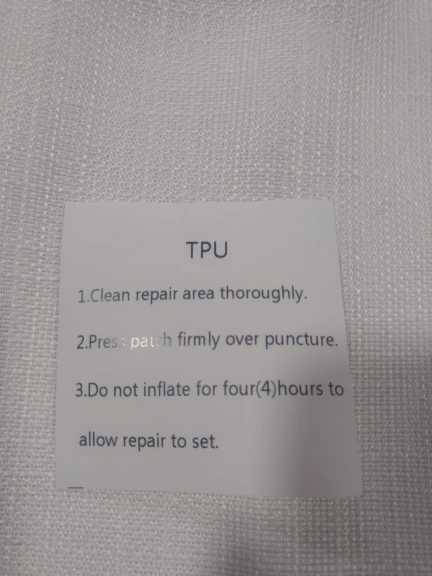 TPU
1.Clean repair area thoroughly.
2.Press patch firmly over puncture.
3.Do not inflate for four(4)hours to
allow repair to set.